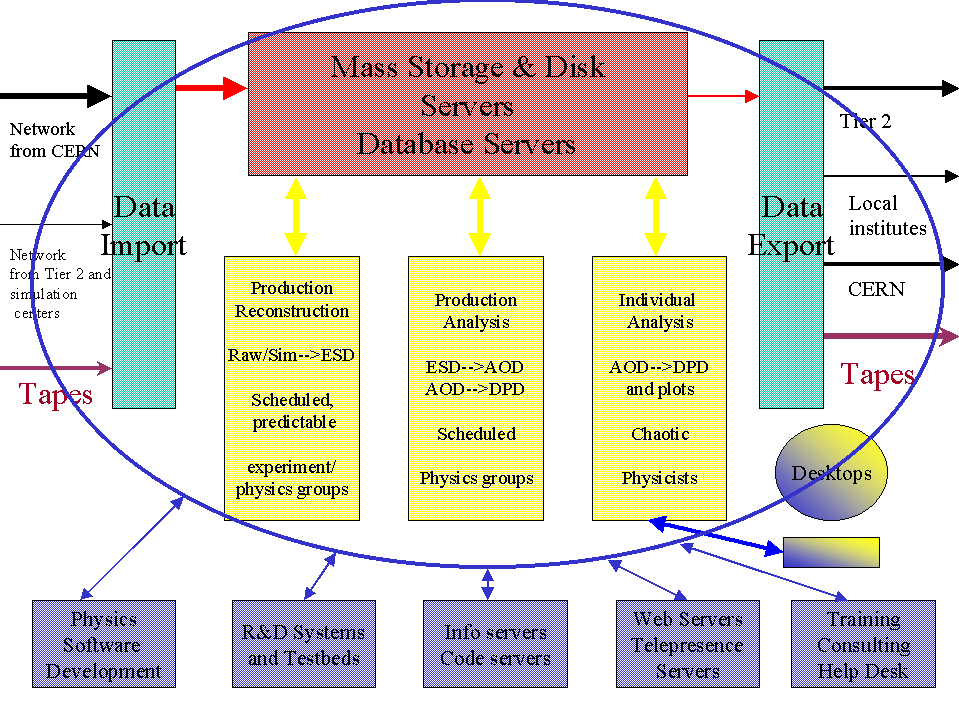 Mass Storage & Disk
Servers
Database Servers
Network
from CERN
Data
Import
Network
from Tier 2 and
simulation
centers
Tapes
Production
Reconstruction
Raw/Sim-->ESD
Scheduled,
predictable
experiment/
physics groups
Production
Analysis
ESD-->AOD
AOD-->DPD
Scheduled
Physics groups
Individual
Analysis
AOD-->DPD
and plots
Chaotic
Physicists
Data
Export
Tier 2
Local
institutes
CERN
Tapes
Desktops
Physics
Software
Development
R&D Systems
and Testbeds
Info servers
Code servers
Web Servers
Telepresence
Servers
Training
Consulting
Help Desk